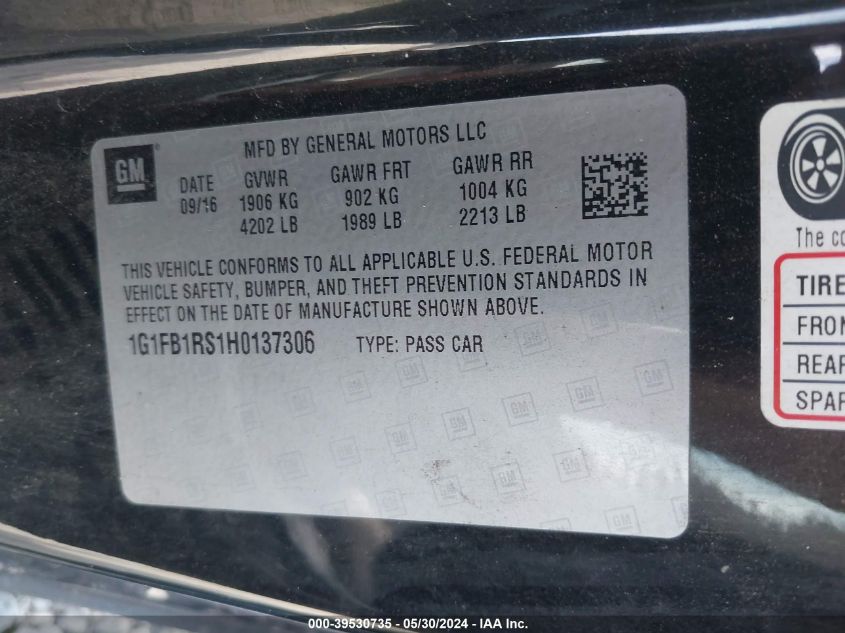 GM
MFD BY GENERAL MOTORS LLC
DATE GVWR GAWR FRT GAWR RR
09/16 1906 KG 902 KG 1004 KG
4202 LB 1989 LB 2213 LB
THIS VEHICLE CONFORMS TO ALL APPLICABLE U.S. FEDERAL MOTOR
VEHICLE SAFETY, BUMPER, AND THEFT PREVENTION STANDARDS IN
EFFECT ON THE DATE OF MANUFACTURE SHOWN ABOVE.
1G1FB1RS1H0137306 TYPE: PASS CAR
The co
TIRE
FRON
REAR
SPAR
000-39530735 - 05/30/2024 - IAA Inc.